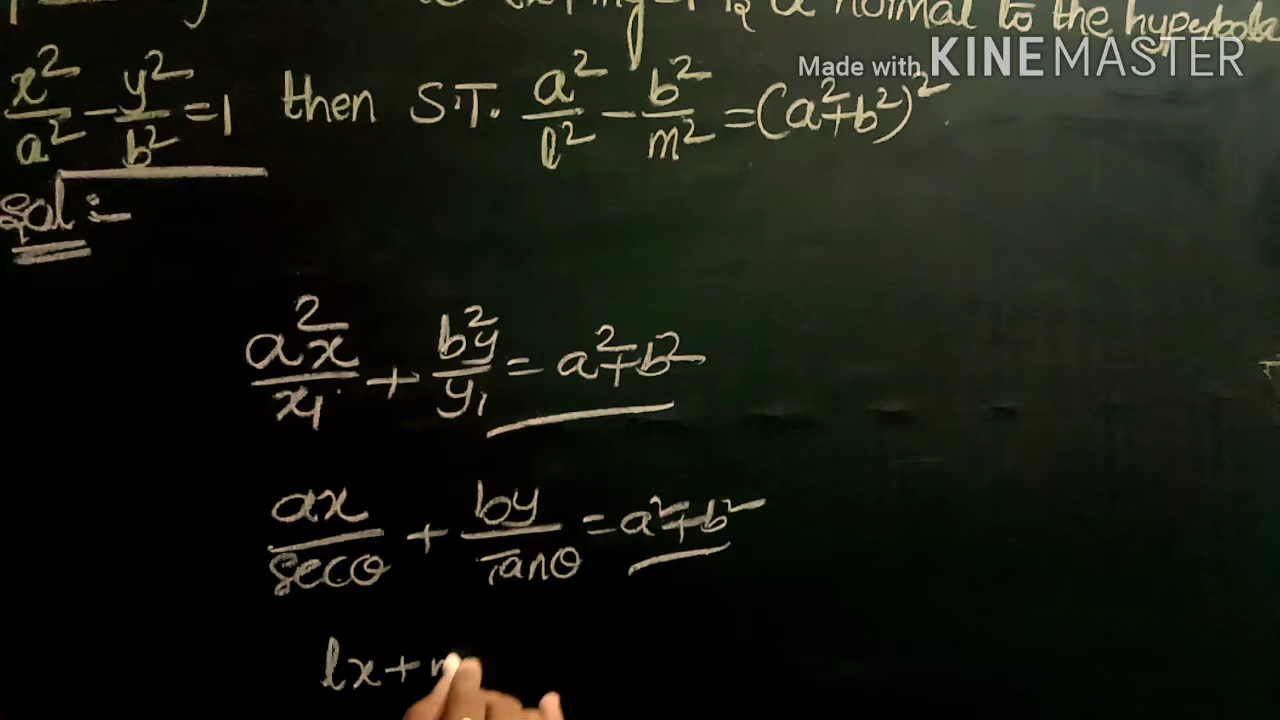 normal to the hyperbola
Made with KINEMASTER
x²/a² - y²/b² = 1 then S.T. a²/l² - b²/m² = (a²+b²)².
Sol:-
a²x/x₁ + b²y/y₁ = a²+b²
ax/secθ + by/Tanθ = a²+b²
lx+